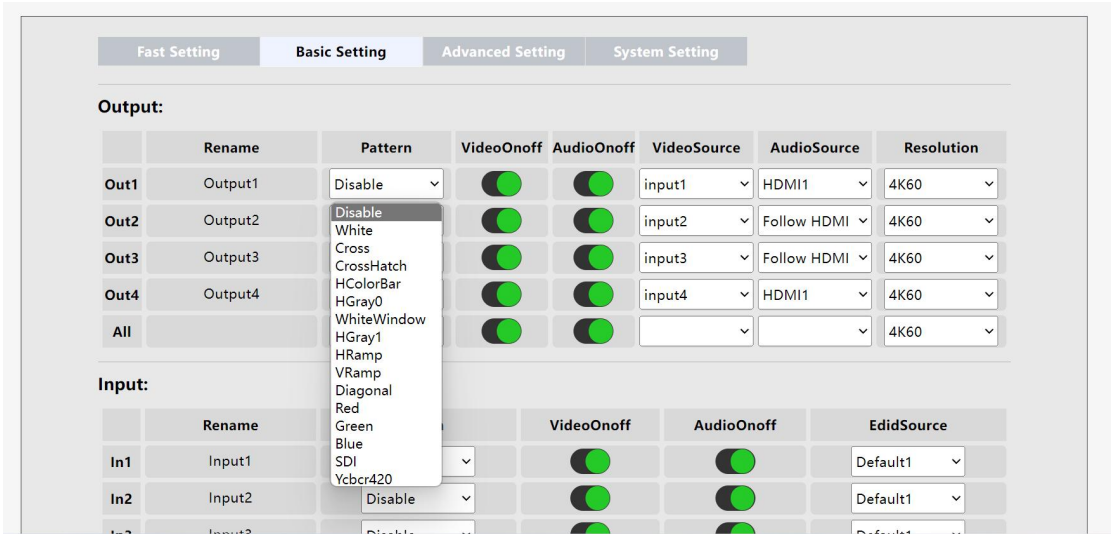 Fast Setting Basic Setting Advanced Setting System Setting
Output:
Rename Pattern VideoOnoff AudioOnoff VideoSource AudioSource Resolution
Out1 Output1 Disable input1 HDMI1 4K60
Out2 Output2 input2 Follow HDMI 4K60
Out3 Output3 input3 Follow HDMI 4K60
Out4 Output4 input4 HDMI1 4K60
All 4K60
Disable
White
Cross
CrossHatch
HColorBar
HGray0
WhiteWindow
HGray1
HRamp
VRamp
Diagonal
Red
Green
Blue
SDI
Ycbcr420
Input:
Rename VideoOnoff AudioOnoff EdidSource
In1 Input1 Default1
In2 Input2 Disable Default1